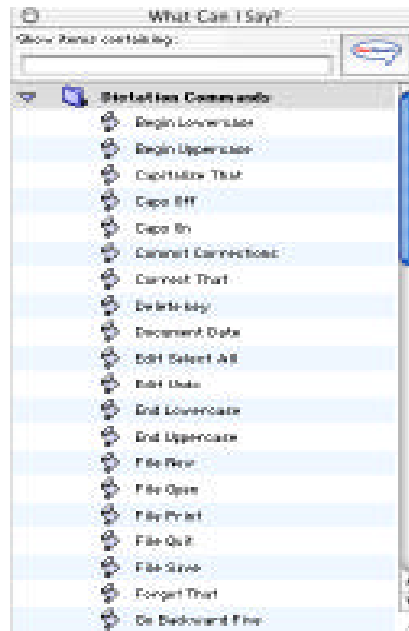 What Can I Say?
Show items containing:
Dictation Commands
Begin Lowercase
Begin Uppercase
Capitalize That
Caps Off
Caps On
Commit Corrections
Correct That
Delete key
Document Date
Edit Select All
Edit Undo
End Lowercase
End Uppercase
File New
File Open
File Print
File Quit
File Save
Forget That
Go Backward Five